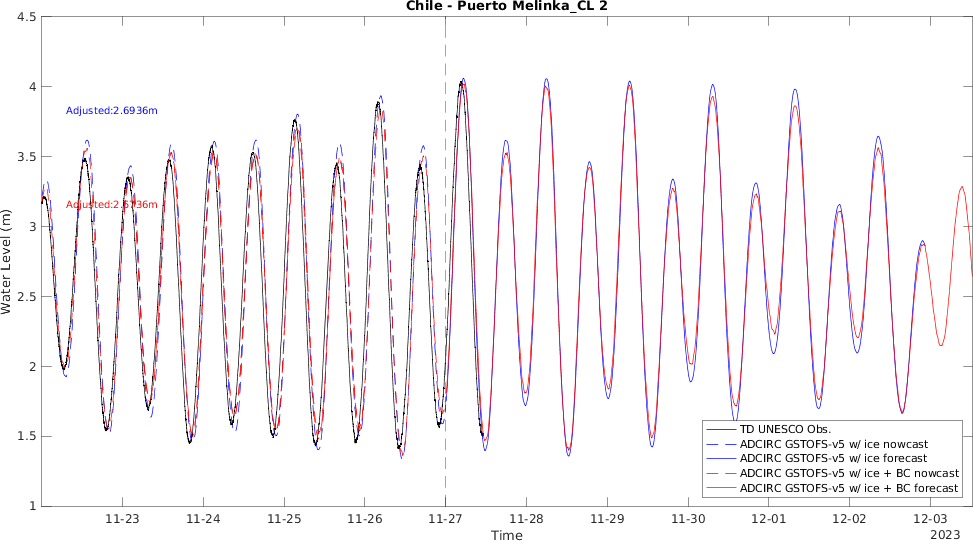 Chile - Puerto Melinka_CL 2
4.5
4
3.5
3
2.5
2
1.5
1
Water Level (m)
Adjusted:2.6936m
Adjusted:2.6736m
TD UNESCO Obs.
ADCIRC GSTOFS-v5 w/ ice nowcast
ADCIRC GSTOFS-v5 w/ ice forecast
ADCIRC GSTOFS-v5 w/ ice + BC nowcast
ADCIRC GSTOFS-v5 w/ ice + BC forecast
11-23 11-24 11-25 11-26 11-27 11-28 11-29 11-30 12-01 12-02 12-03
Time
2023